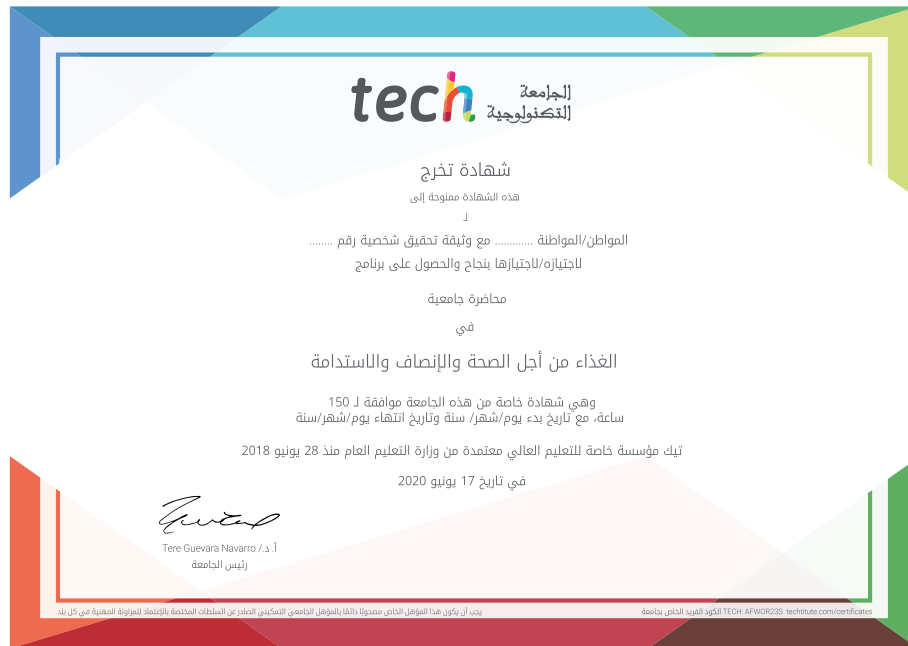 tech الجامعة
التكنولوجية
شهادة تخرج
هذه الشهادة ممنوحة إلى
لـ
المواطن/المواطنة ............ مع وثيقة تحقيق شخصية رقم ........
لاجتيازه/لاجتيازها بنجاح والحصول على برنامج
محاضرة جامعية
في
الغذاء من أجل الصحة والإنصاف والاستدامة
وهي شهادة خاصة من هذه الجامعة موافقة لـ 150
ساعة، مع تاريخ بدء يوم/شهر/ سنة وتاريخ انتهاء يوم/شهر/سنة
تيك مؤسسة خاصة للتعليم العالي معتمدة من وزارة التعليم العام منذ 28 يونيو 2018
في تاريخ 17 يونيو 2020
أ. د./ Tere Guevara Navarro
رئيس الجامعة
يجب أن يكون هذا المؤهل الخاص مصحوبًا دائمًا بالمؤهل الجامعي التمكيني الصادر عن السلطات المختصة بالإعتماد للمزاولة المهنية في كل بلد.
الكود الفريد الخاص بجامعة TECH: AFWOR23S techtitute.com/certificates